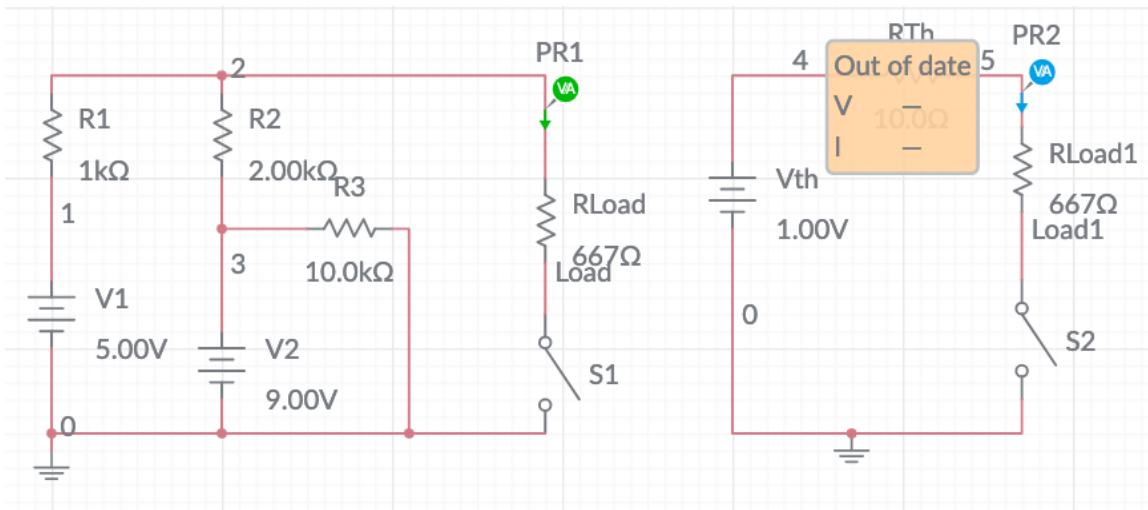 2
R1
1kΩ
R2
2.00kΩ
R3
10.0kΩ
1
3
V1
5.00V
V2
9.00V
0
PR1
VA
RLoad
667Ω
Load
S1
4
RTh
10.0Ω
Out of date
V —
I —
5
PR2
VA
Vth
1.00V
RLoad1
667Ω
Load1
0
S2